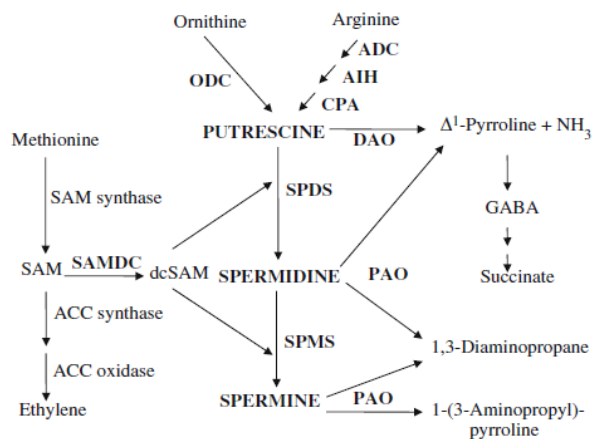 Ornithine
Arginine
ADC
ODC
AIH
CPA
Methionine
PUTRESCINE
DAO
Δ¹-Pyrroline + NH₃
SAM synthase
SPDS
GABA
SAM
SAMDC
dcSAM
SPERMIDINE
PAO
Succinate
ACC synthase
SPMS
1,3-Diaminopropane
ACC oxidase
Ethylene
SPERMINE
PAO
1-(3-Aminopropyl)-
pyrroline